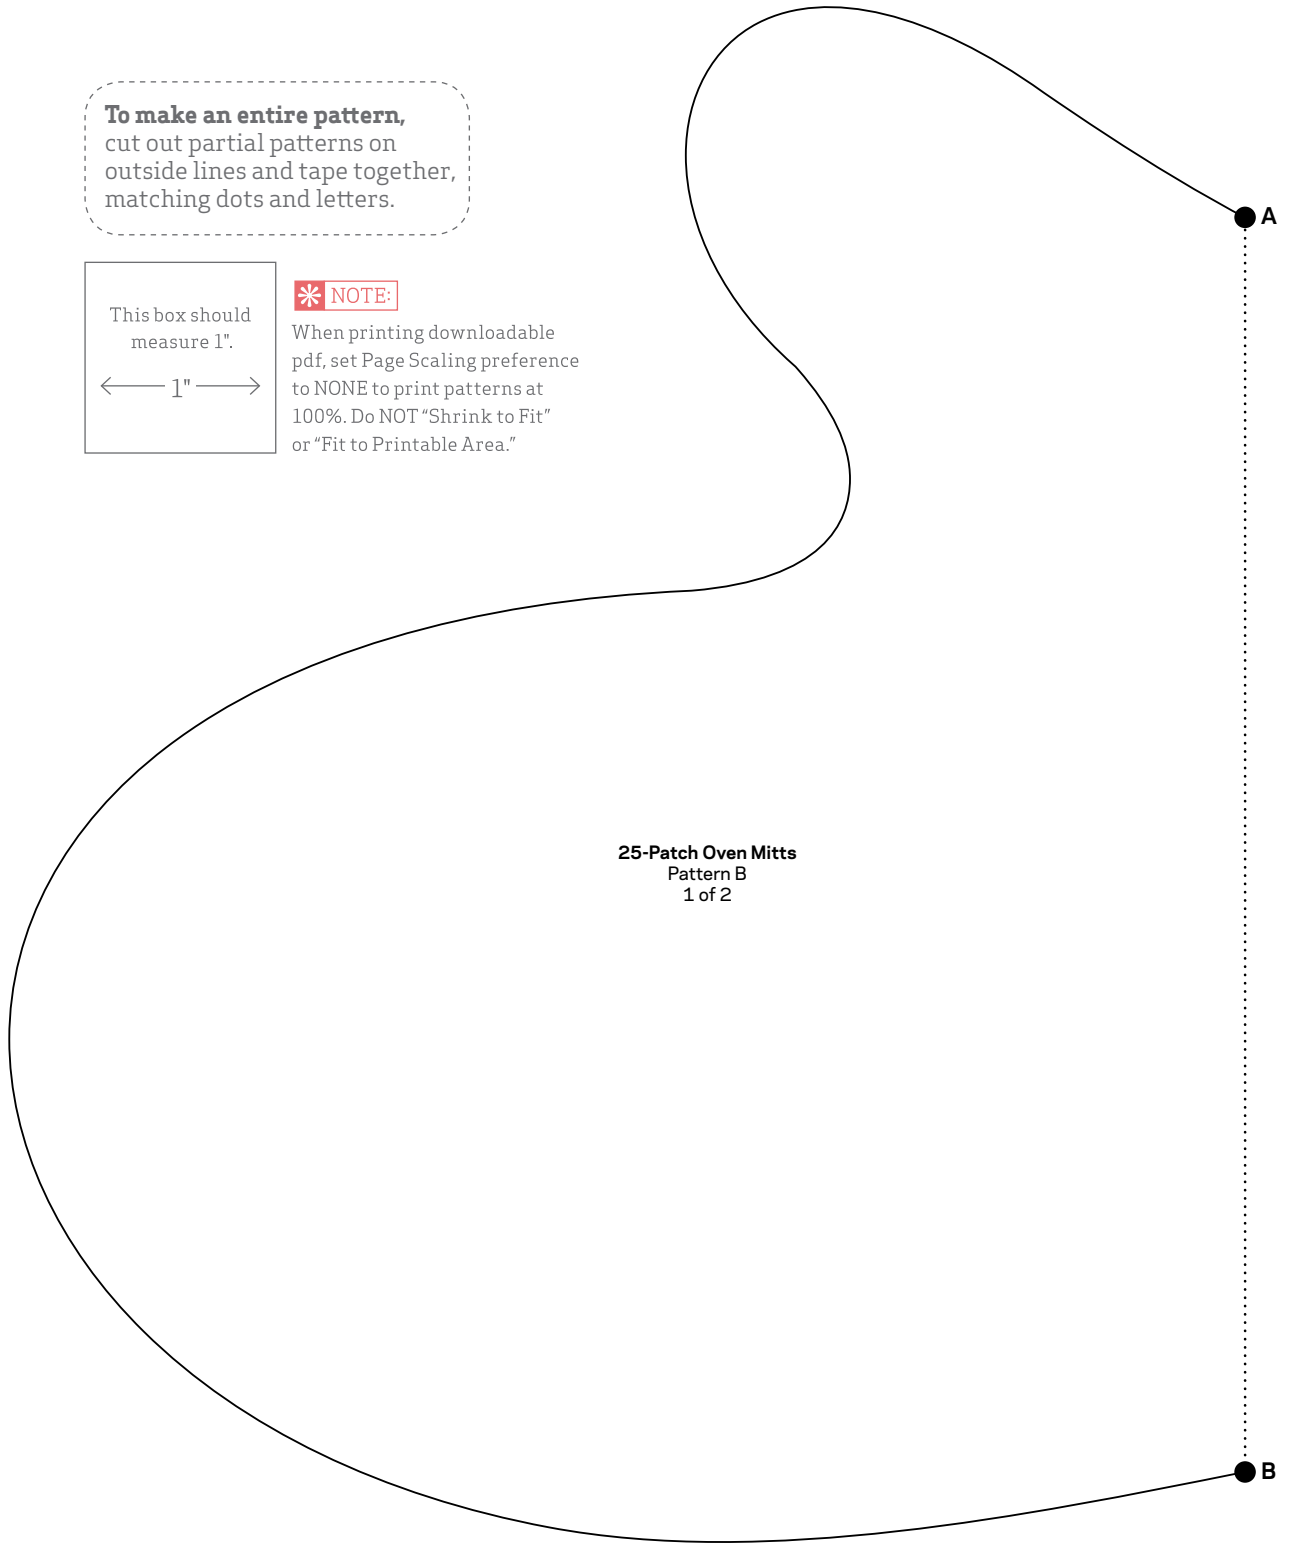 To make an entire pattern,
cut out partial patterns on
outside lines and tape together,
matching dots and letters.
This box should
measure 1".
1"
NOTE:
When printing downloadable
pdf, set Page Scaling preference
to NONE to print patterns at
100%. Do NOT “Shrink to Fit”
or “Fit to Printable Area.”
A
25-Patch Oven Mitts
Pattern B
1 of 2
B